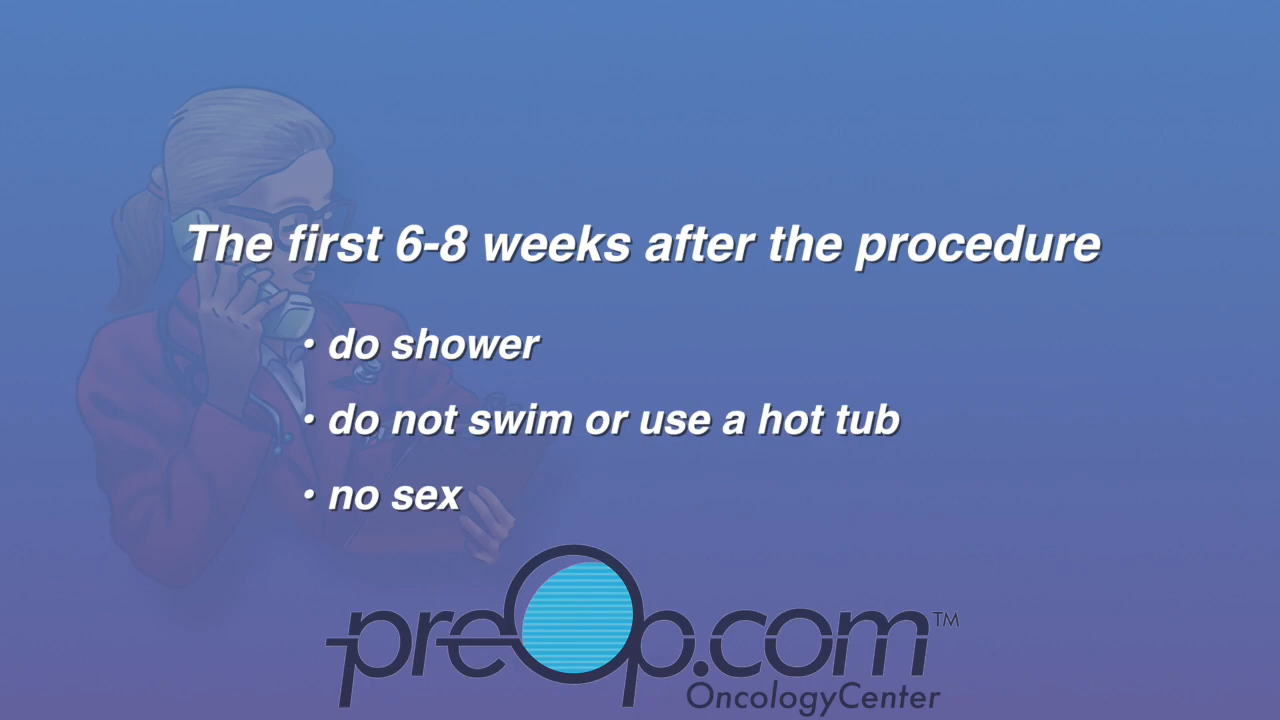 The first 6-8 weeks after the procedure
• do shower
• do not swim or use a hot tub
• no sex
preOp.com™
OncologyCenter